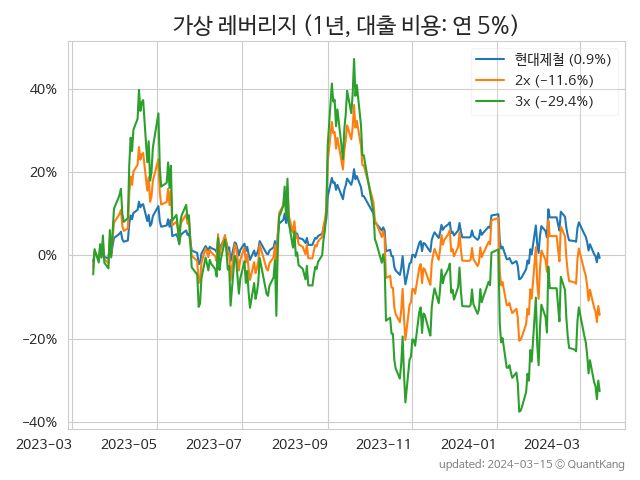 가상 레버리지 (1년, 대출 비용: 연 5%)
현대제철 (0.9%)
2x (−11.6%)
3x (−29.4%)
40%
20%
0%
−20%
−40%
2023-03 2023-05 2023-07 2023-09 2023-11 2024-01 2024-03
updated: 2024-03-15 © QuantKang